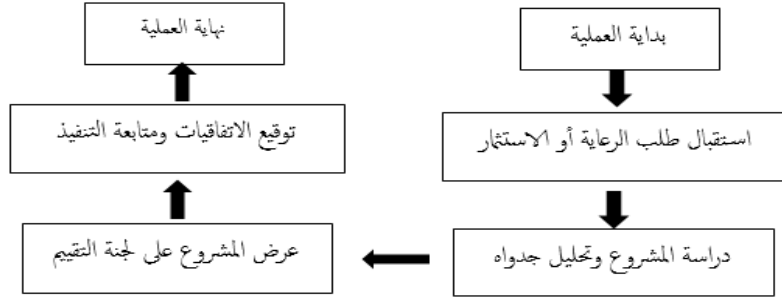 بداية العملية
استقبال طلب الرعاية أو الاستثمار
دراسة المشروع وتحليل جدواه
عرض المشروع على لجنة التقييم
توقيع الاتفاقيات ومتابعة التنفيذ
نهاية العملية